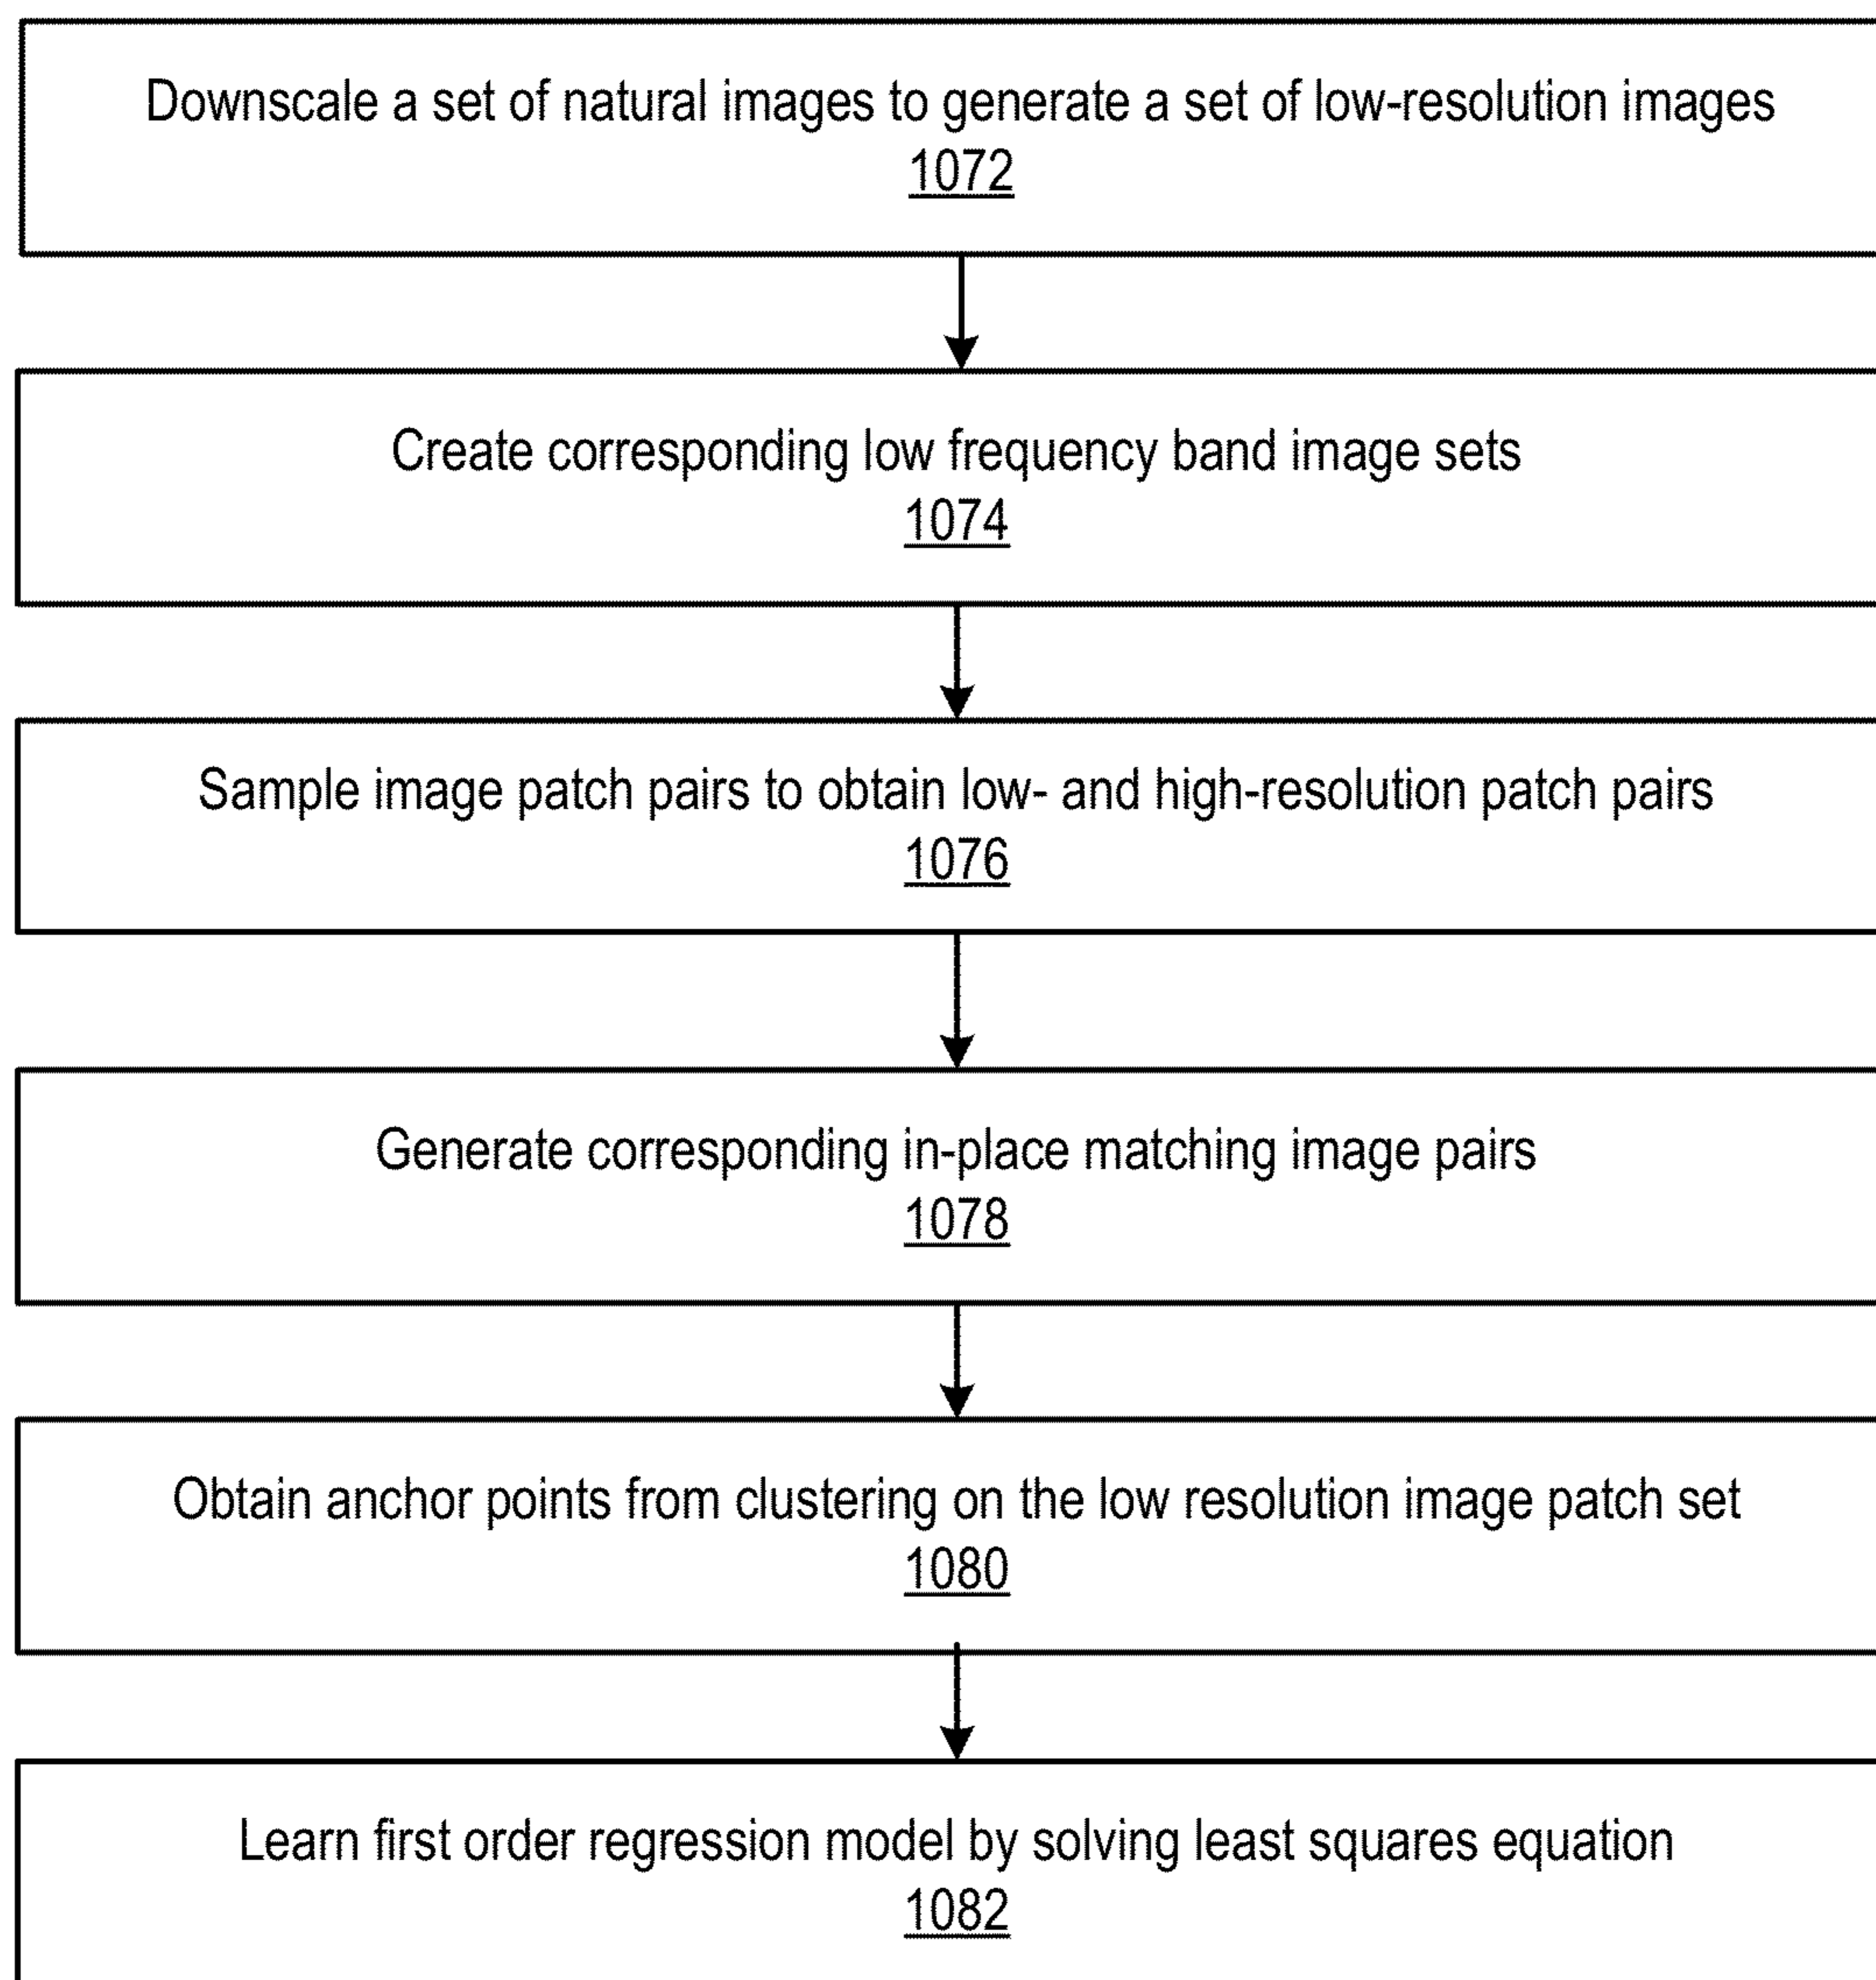 Downscale a set of natural images to generate a set of low-resolution images
1072
Create corresponding low frequency band image sets
1074
Sample image patch pairs to obtain low- and high-resolution patch pairs
1076
Generate corresponding in-place matching image pairs
1078
Obtain anchor points from clustering on the low resolution image patch set
1080
Learn first order regression model by solving least squares equation
1082